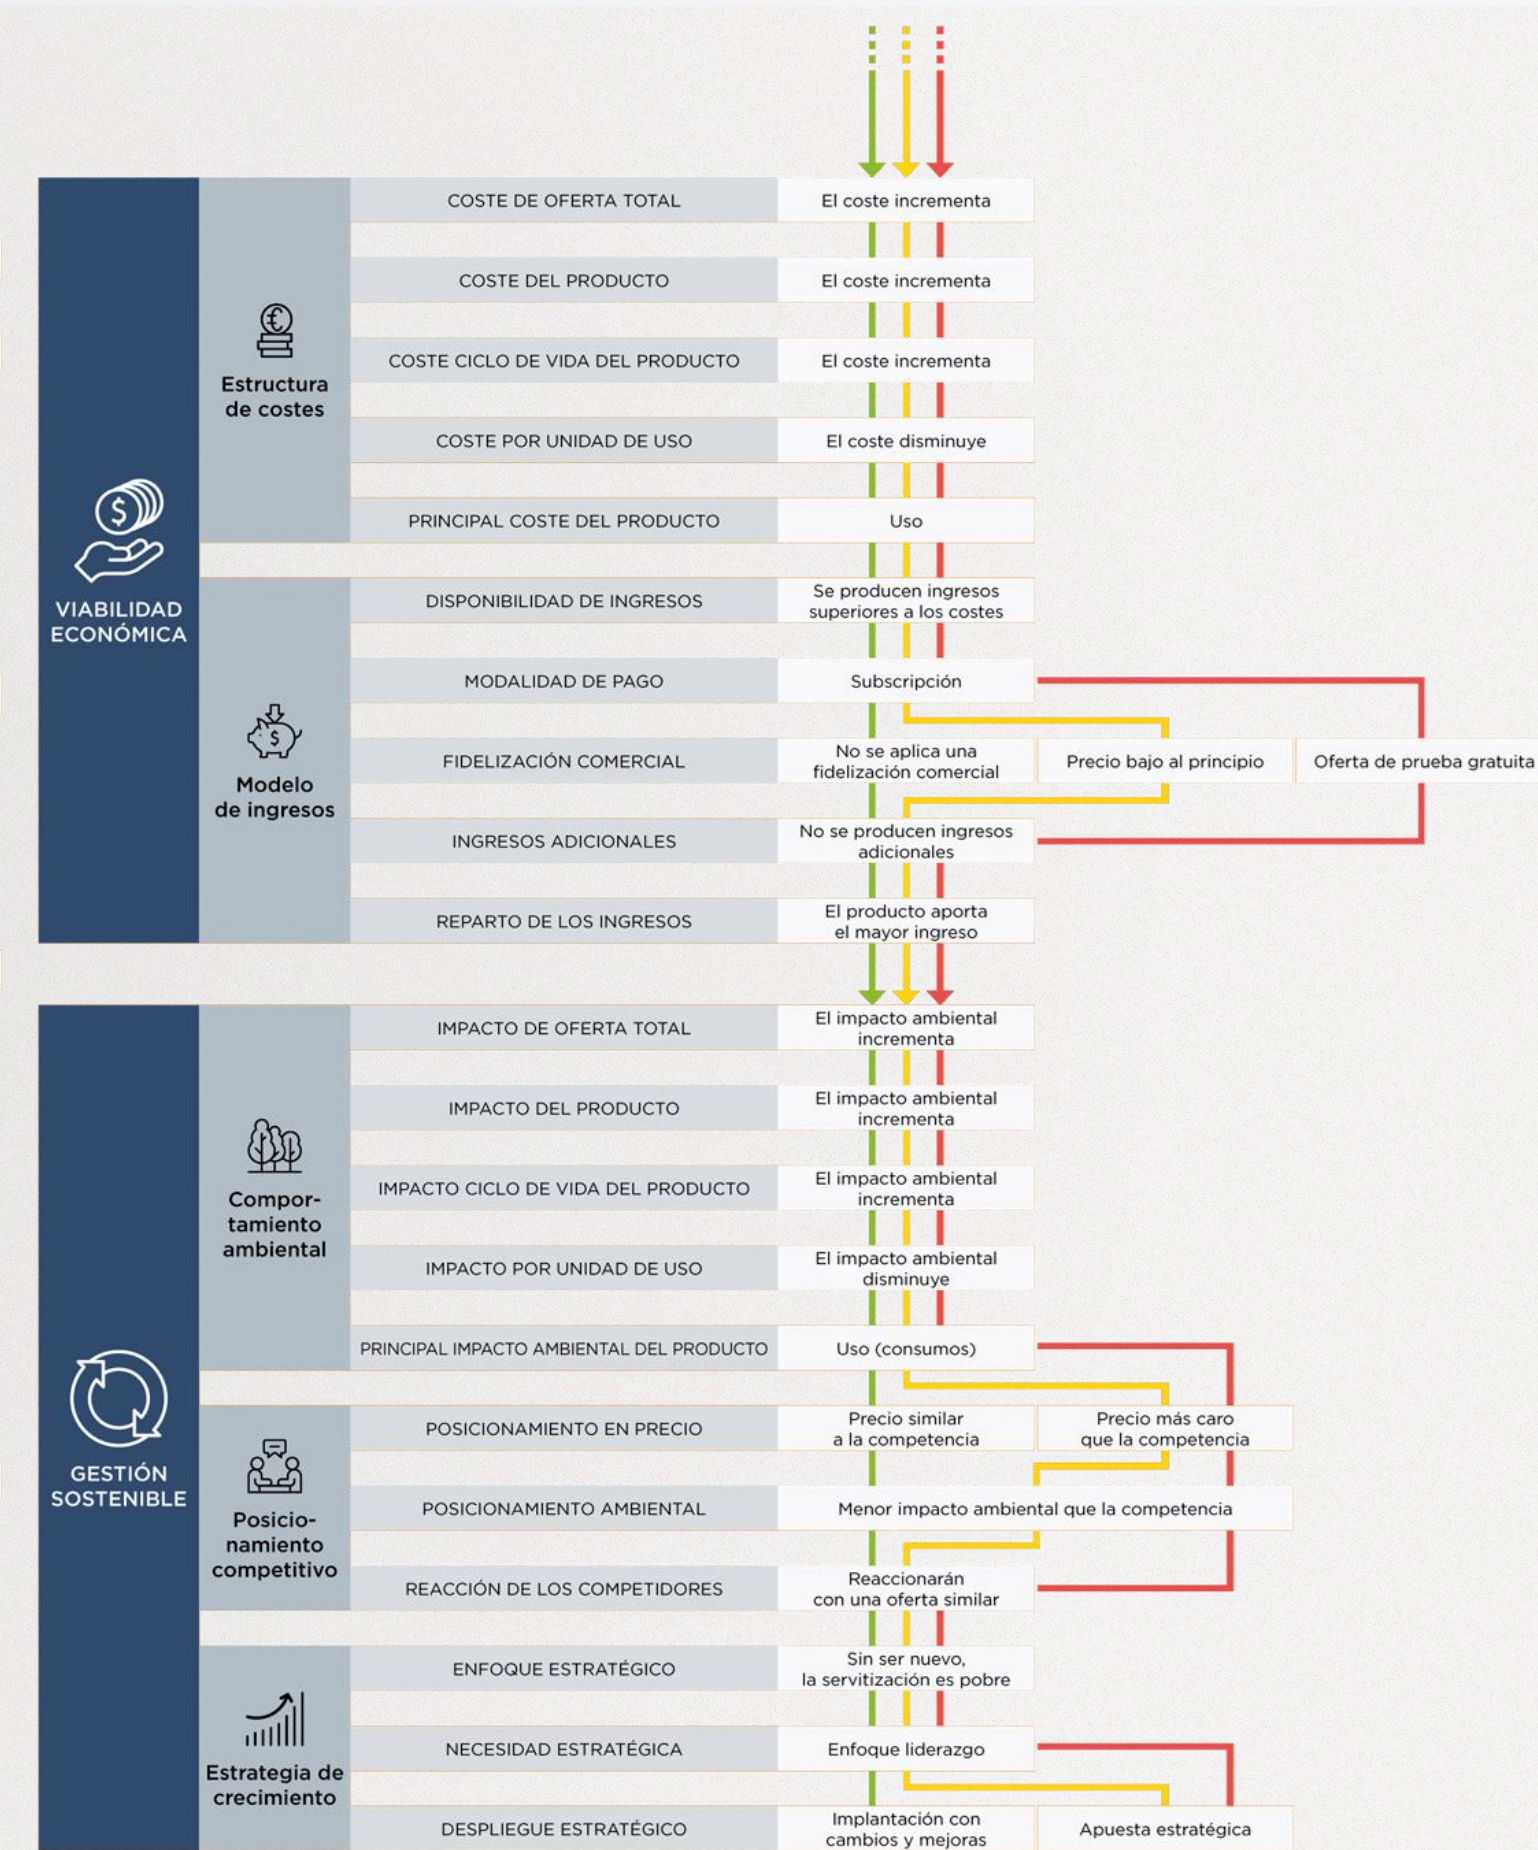 COSTE DE OFERTA TOTAL
El coste incrementa
COSTE DEL PRODUCTO
El coste incrementa
COSTE CICLO DE VIDA DEL PRODUCTO
El coste incrementa
Estructura
de costes
COSTE POR UNIDAD DE USO
El coste disminuye
PRINCIPAL COSTE DEL PRODUCTO
Uso
VIABILIDAD
ECONÓMICA
DISPONIBILIDAD DE INGRESOS
Se producen ingresos
superiores a los costes
MODALIDAD DE PAGO
Subscripción
Modelo
de ingresos
FIDELIZACIÓN COMERCIAL
No se aplica una
fidelización comercial
Precio bajo al principio
Oferta de prueba gratuita
INGRESOS ADICIONALES
No se producen ingresos
adicionales
REPARTO DE LOS INGRESOS
El producto aporta
el mayor ingreso
IMPACTO DE OFERTA TOTAL
El impacto ambiental
incrementa
IMPACTO DEL PRODUCTO
El impacto ambiental
incrementa
Compor-
tamiento
ambiental
IMPACTO CICLO DE VIDA DEL PRODUCTO
El impacto ambiental
incrementa
IMPACTO POR UNIDAD DE USO
El impacto ambiental
disminuye
PRINCIPAL IMPACTO AMBIENTAL DEL PRODUCTO
Uso (consumos)
GESTIÓN
SOSTENIBLE
Posicio-
namiento
competitivo
POSICIONAMIENTO EN PRECIO
Precio similar
a la competencia
Precio más caro
que la competencia
POSICIONAMIENTO AMBIENTAL
Menor impacto ambiental que la competencia
REACCIÓN DE LOS COMPETIDORES
Reaccionarán
con una oferta similar
ENFOQUE ESTRATÉGICO
Sin ser nuevo,
la servitización es pobre
Estrategia de
crecimiento
NECESIDAD ESTRATÉGICA
Enfoque liderazgo
DESPLIEGUE ESTRATÉGICO
Implantación con
cambios y mejoras
Apuesta estratégica